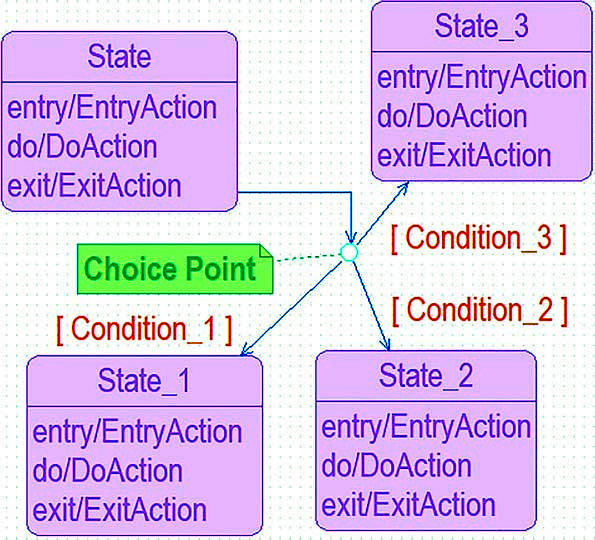 State
entry/EntryAction
do/DoAction
exit/ExitAction
State_3
entry/EntryAction
do/DoAction
exit/ExitAction
[ Condition_3 ]
Choice Point
[ Condition_2 ]
[ Condition_1 ]
State_1
entry/EntryAction
do/DoAction
exit/ExitAction
State_2
entry/EntryAction
do/DoAction
exit/ExitAction